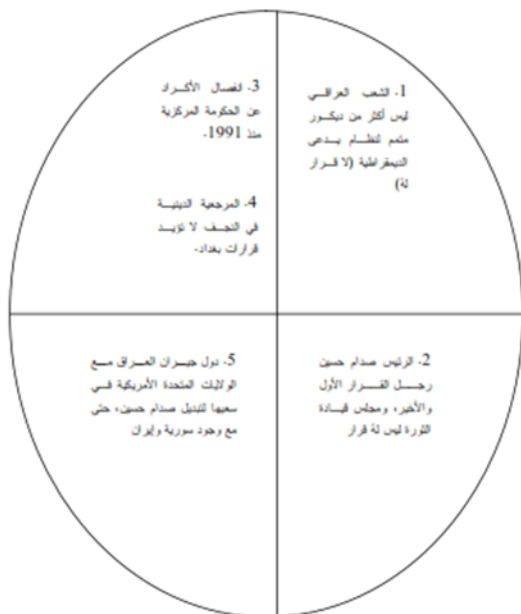 1- الشعب العراقي
ليس أكثر من ديكور
متمم لنظام يدعى
الديمقراطية (لا قرار
لة)
3- انفصال الأكراد
عن الحكومة المركزية
منذ 1991-
4- المرجعية الدينية
في النجف لا تؤيد
قرارات بغداد-
2- الرئيس صدام حسين
رجل القرار الأول
والأخير، ومجلس قيادة
الثورة ليس لة قرار
5- دول جيران العراق مع
الولايات المتحدة الأمريكية في
سعيها لتبديل صدام حسين، حتى
مع وجود سورية وإيران